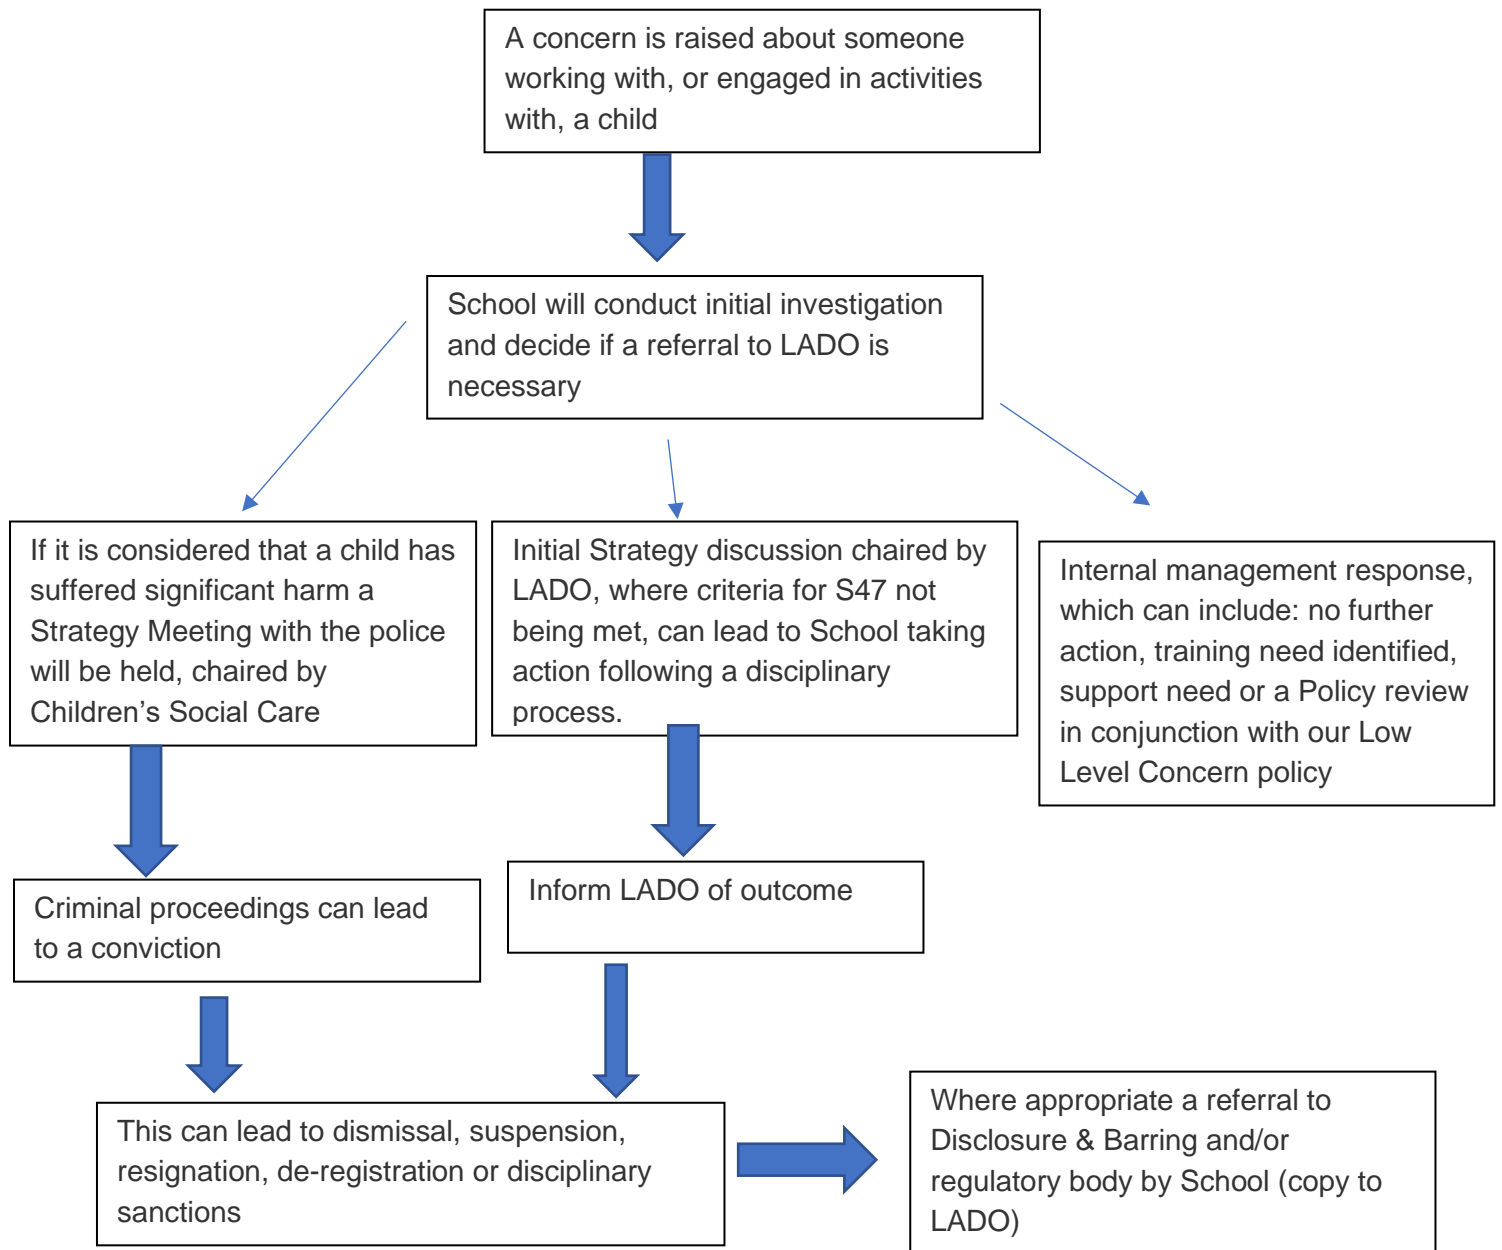 A concern is raised about someone
working with, or engaged in activities
with, a child
School will conduct initial investigation
and decide if a referral to LADO is
necessary
If it is considered that a child has
suffered significant harm a
Strategy Meeting with the police
will be held, chaired by
Children’s Social Care
Initial Strategy discussion chaired by
LADO, where criteria for S47 not
being met, can lead to School taking
action following a disciplinary
process.
Internal management response,
which can include: no further
action, training need identified,
support need or a Policy review
in conjunction with our Low
Level Concern policy
Criminal proceedings can lead
to a conviction
Inform LADO of outcome
This can lead to dismissal, suspension,
resignation, de-registration or disciplinary
sanctions
Where appropriate a referral to
Disclosure & Barring and/or
regulatory body by School (copy to
LADO)